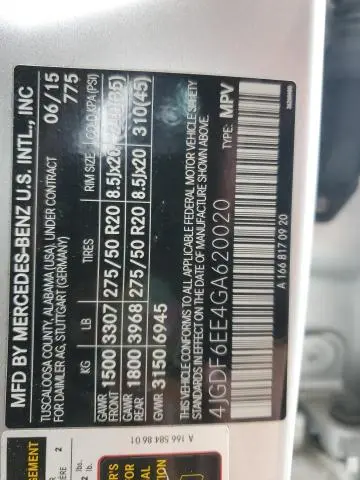 MFD BY MERCEDES-BENZ U.S. INTL., INC 06/15
TUSCALOOSA COUNTY, ALABAMA (USA), UNDER CONTRACT 775
FOR DAIMLER AG, STUTTGART (GERMANY)
KG LB TIRES RIM SIZE COLD KPA (PSI)
GAWR FRONT 1500 3307 275/50 R20 8.5Jx20
GAWR REAR 1800 3968 275/50 R20 8.5Jx20 310(45)
GVWR 3150 6945
THIS VEHICLE CONFORMS TO ALL APPLICABLE FEDERAL MOTOR VEHICLE SAFETY
STANDARDS IN EFFECT ON THE DATE OF MANUFACTURE SHOWN ABOVE.
4JGDF6EE4GA620020 TYPE: MPV
A 166 817 09 20
A 166 584 86 01